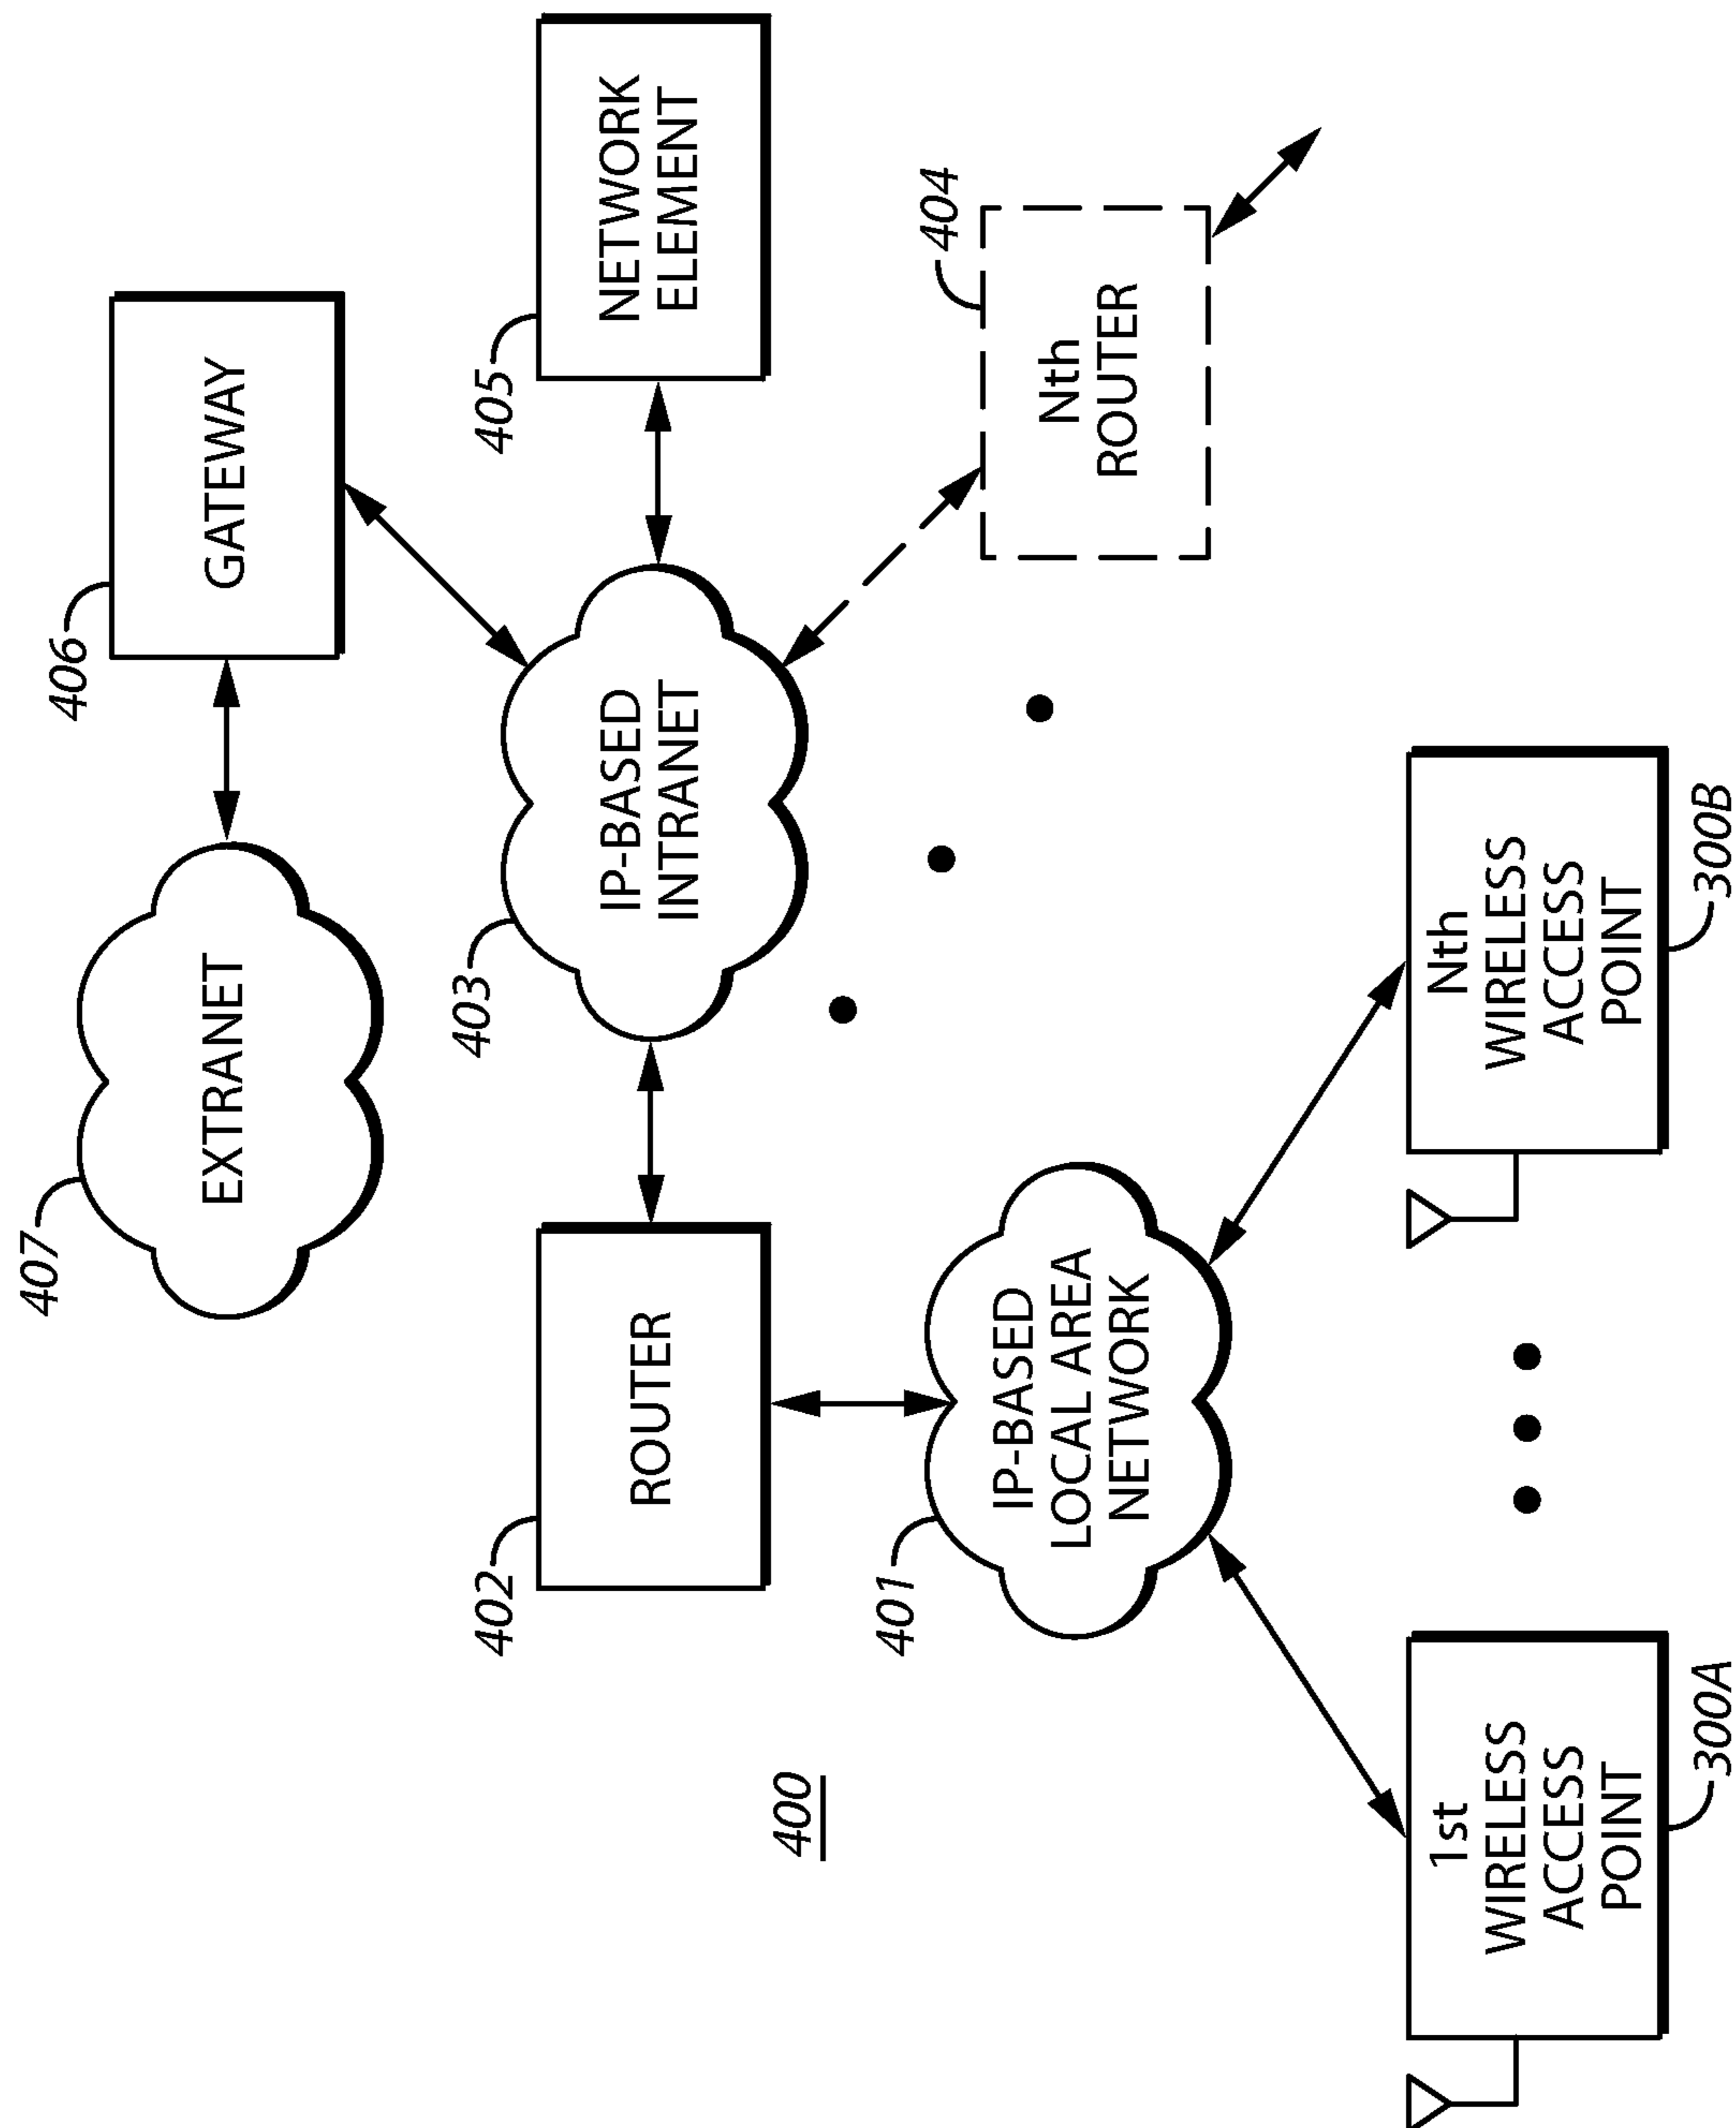 407
EXTRANET
406
GATEWAY
402
ROUTER
403
IP-BASED
INTRANET
405
NETWORK
ELEMENT
400
401
IP-BASED
LOCAL AREA
NETWORK
404
Nth
ROUTER
1st
WIRELESS
ACCESS
POINT
300A
Nth
WIRELESS
ACCESS
POINT
300B